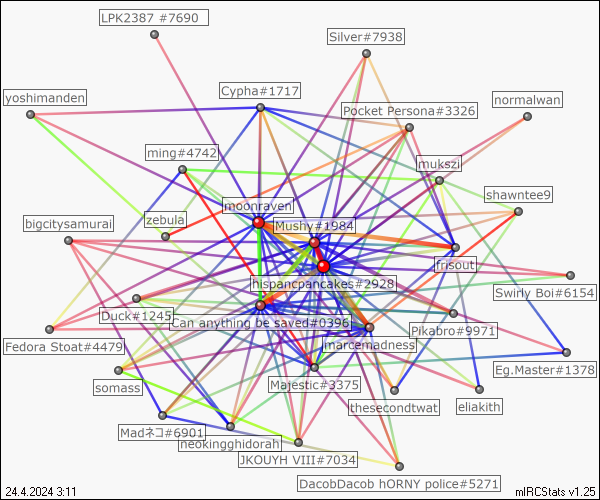 LPK2387 #7690
Silver#7938
Cypha#1717
yoshimanden
Pocket Persona#3326
normalwan
ming#4742
mukszii
shawntee9
moonraven
zebula
Mushy#1984
bigcitysamurai
frisout
hispancpancakes#2928
Swirly Boi#6154
Duck#1245
Can anything be saved#0396
Pikabro#9971
Fedora Stoat#4479
jmarcemadness
Eg.Master#1378
somass
Majestic#3375
thesecondtwat
eliakith
Madネコ#6901
neokingghidorah
JKOUYH VIII#7034
DacobDacob hORNY police#5271
24.4.2024 3:11
mIRCStats v1.25